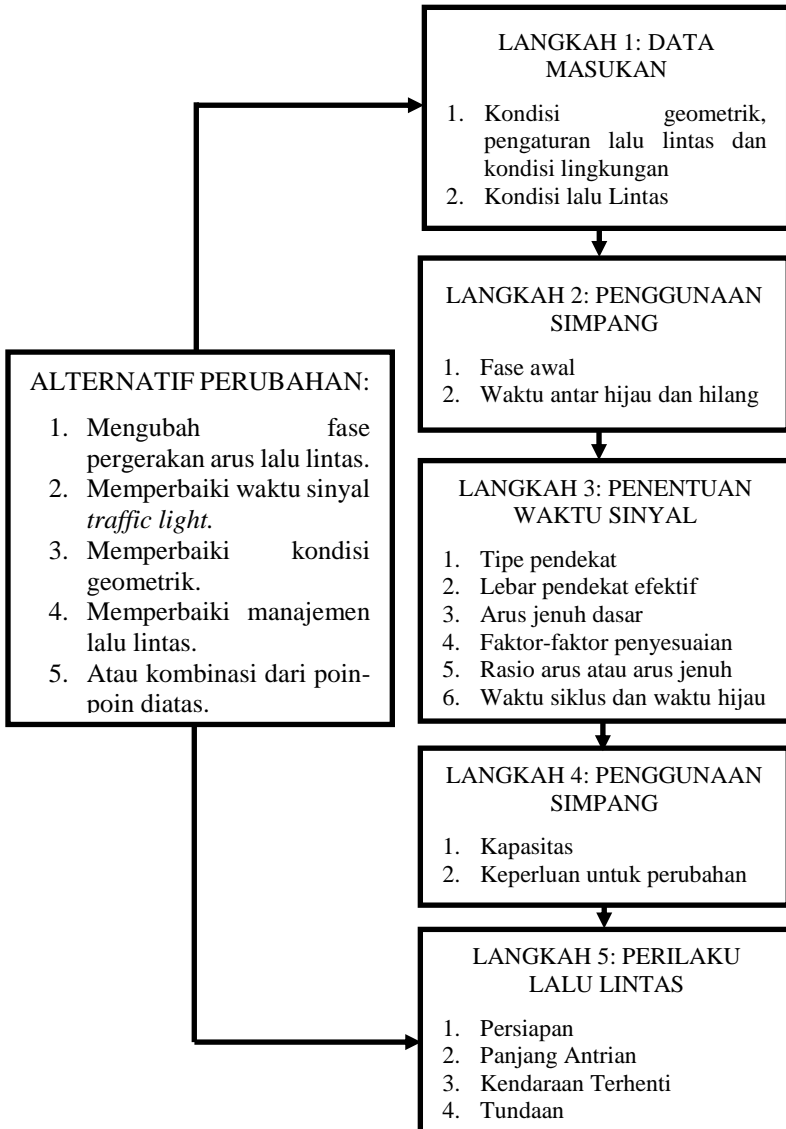 LANGKAH 1: DATA
MASUKAN
1. Kondisi geometrik,
pengaturan lalu lintas dan
kondisi lingkungan
2. Kondisi lalu Lintas
LANGKAH 2: PENGGUNAAN
SIMPANG
1. Fase awal
2. Waktu antar hijau dan hilang
ALTERNATIF PERUBAHAN:
1. Mengubah fase
pergerakan arus lalu lintas.
2. Memperbaiki waktu sinyal
traffic light.
3. Memperbaiki kondisi
geometrik.
4. Memperbaiki manajemen
lalu lintas.
5. Atau kombinasi dari poin-
poin diatas.
LANGKAH 3: PENENTUAN
WAKTU SINYAL
1. Tipe pendekat
2. Lebar pendekat efektif
3. Arus jenuh dasar
4. Faktor-faktor penyesuaian
5. Rasio arus atau arus jenuh
6. Waktu siklus dan waktu hijau
LANGKAH 4: PENGGUNAAN
SIMPANG
1. Kapasitas
2. Keperluan untuk perubahan
LANGKAH 5: PERILAKU
LALU LINTAS
1. Persiapan
2. Panjang Antrian
3. Kendaraan Terhenti
4. Tundaan